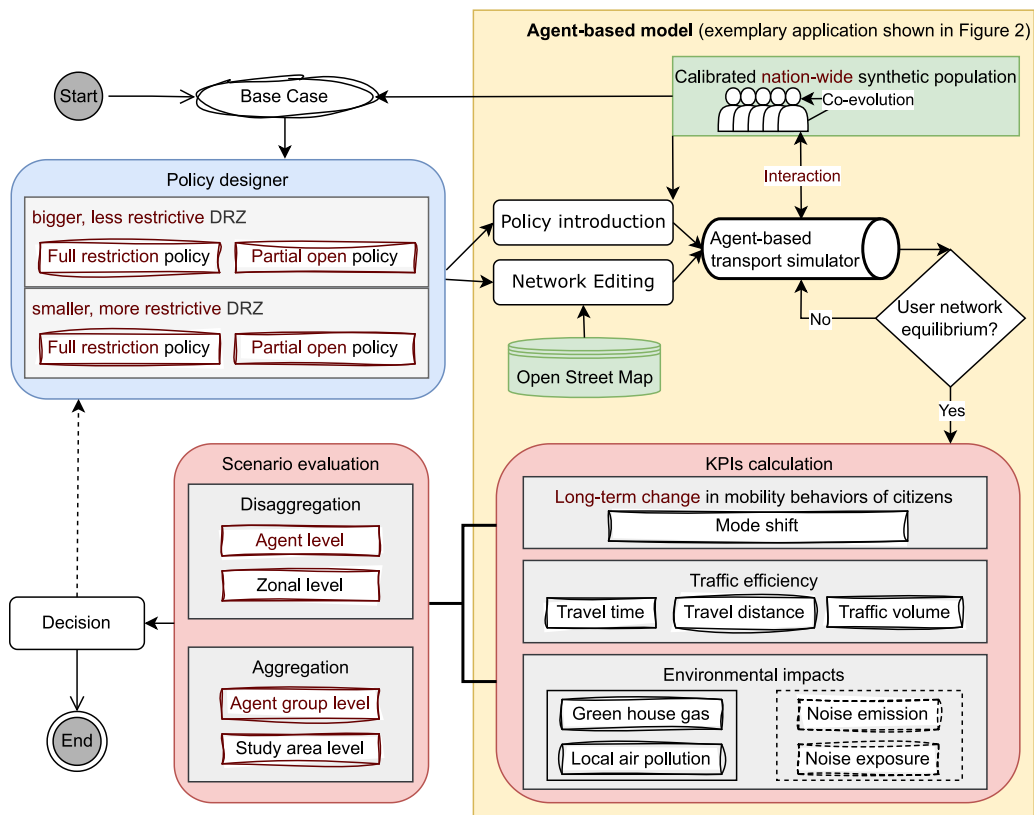 Agent-based model (exemplary application shown in Figure 2)
Start
Base Case
Calibrated nation-wide synthetic population
Co-evolution
Policy designer
bigger, less restrictive DRZ
Full restriction policy
Partial open policy
smaller, more restrictive DRZ
Full restriction policy
Partial open policy
Interaction
Policy introduction
Network Editing
Agent-based
transport simulator
Open Street Map
No
User network
equilibrium?
Yes
Scenario evaluation
Disaggregation
Agent level
Zonal level
Aggregation
Agent group level
Study area level
Decision
End
KPIs calculation
Long-term change in mobility behaviors of citizens
Mode shift
Traffic efficiency
Travel time
Travel distance
Traffic volume
Environmental impacts
Green house gas
Local air pollution
Noise emission
Noise exposure